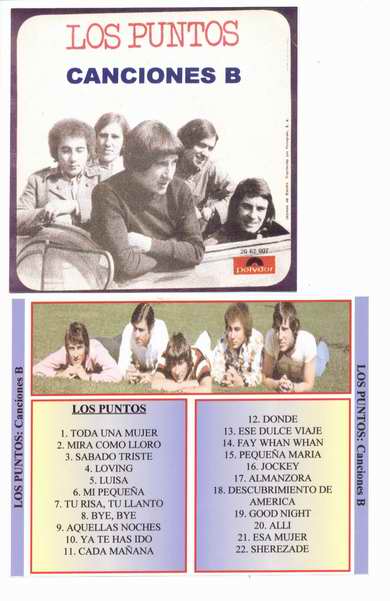 LOS PUNTOS
CANCIONES B
20 62 007
Polydor
LOS PUNTOS: Canciones B
LOS PUNTOS
1. TODA UNA MUJER
2. MIRA COMO LLORO
3. SABADO TRISTE
4. LOVING
5. LUISA
6. MI PEQUEÑA
7. TU RISA, TU LLANTO
8. BYE, BYE
9. AQUELLAS NOCHES
10. YA TE HAS IDO
11. CADA MAÑANA
12. DONDE
13. ESE DULCE VIAJE
14. FAY WHAN WHAN
15. PEQUEÑA MARIA
16. JOCKEY
17. ALMANZORA
18. DESCUBRIMIENTO DE
AMERICA
19. GOOD NIGHT
20. ALLI
21. ESA MUJER
22. SHEREZADE
LOS PUNTOS: Canciones B